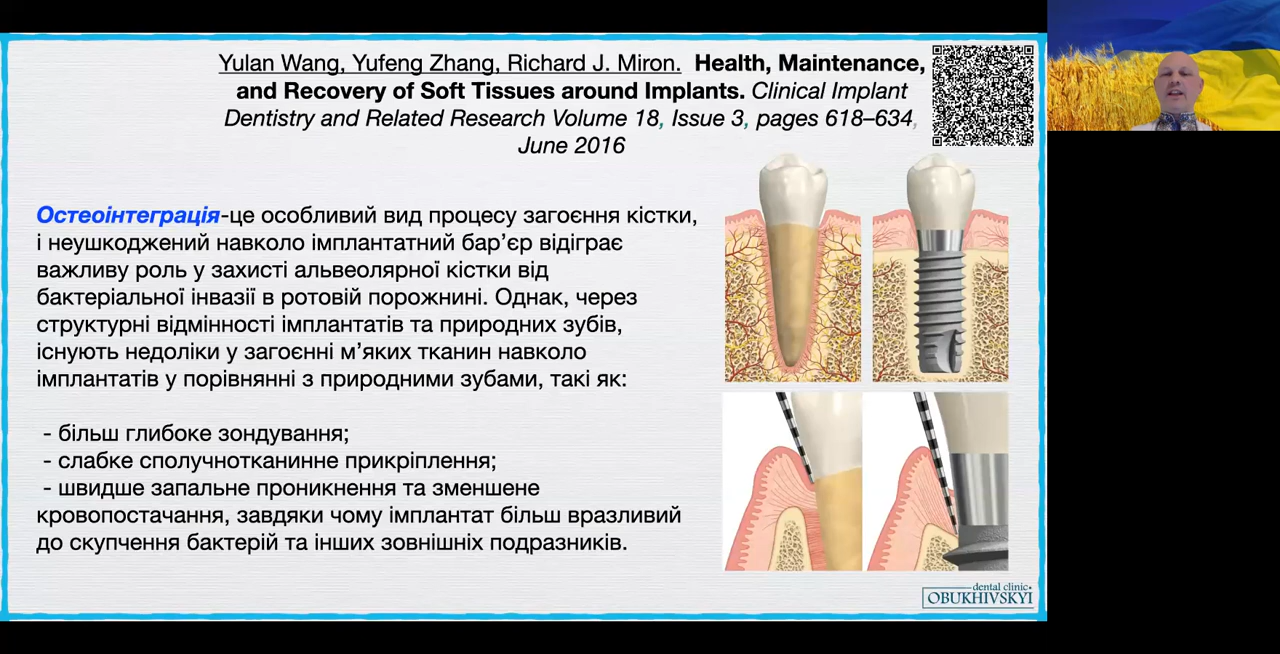 Yulan Wang, Yufeng Zhang, Richard J. Miron. Health, Maintenance,
and Recovery of Soft Tissues around Implants. Clinical Implant
Dentistry and Related Research Volume 18, Issue 3, pages 618–634,
June 2016
Остеоінтеграція-це особливий вид процесу загоєння кістки,
і неушкоджений навколо імплантатний бар’єр відіграє
важливу роль у захисті альвеолярної кістки від
бактеріальної інвазії в ротовій порожнині. Однак, через
структурні відмінності імплантатів та природних зубів,
існують недоліки у загоєнні м’яких тканин навколо
імплантатів у порівнянні з природними зубами, такі як:
- більш глибоке зондування;
- слабке сполучнотканинне прикріплення;
- швидше запальне проникнення та зменшене
кровопостачання, завдяки чому імплантат більш вразливий
до скупчення бактерій та інших зовнішніх подразників.
dental clinic
OBUKHIVSKYI